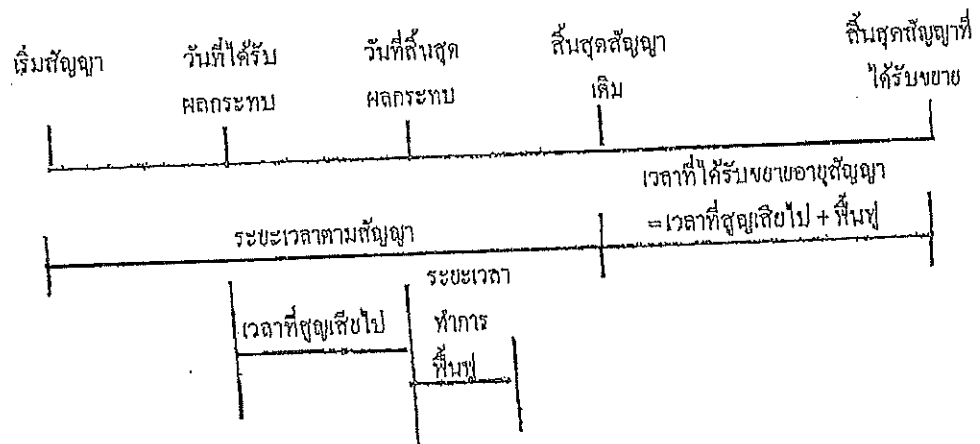 เริ่มสัญญา
วันที่ได้รับ
ผลกระทบ
วันที่สิ้นสุด
ผลกระทบ
สิ้นสุดสัญญา
เดิม
สิ้นสุดสัญญาที่
ได้รับขยาย
เวลาที่ได้รับขยายอายุสัญญา
=เวลาที่สูญเสียไป + ฟื้นฟู
ระยะเวลาตามสัญญา
เวลาที่สูญเสียไป
ระยะเวลา
ทำการ
ฟื้นฟู